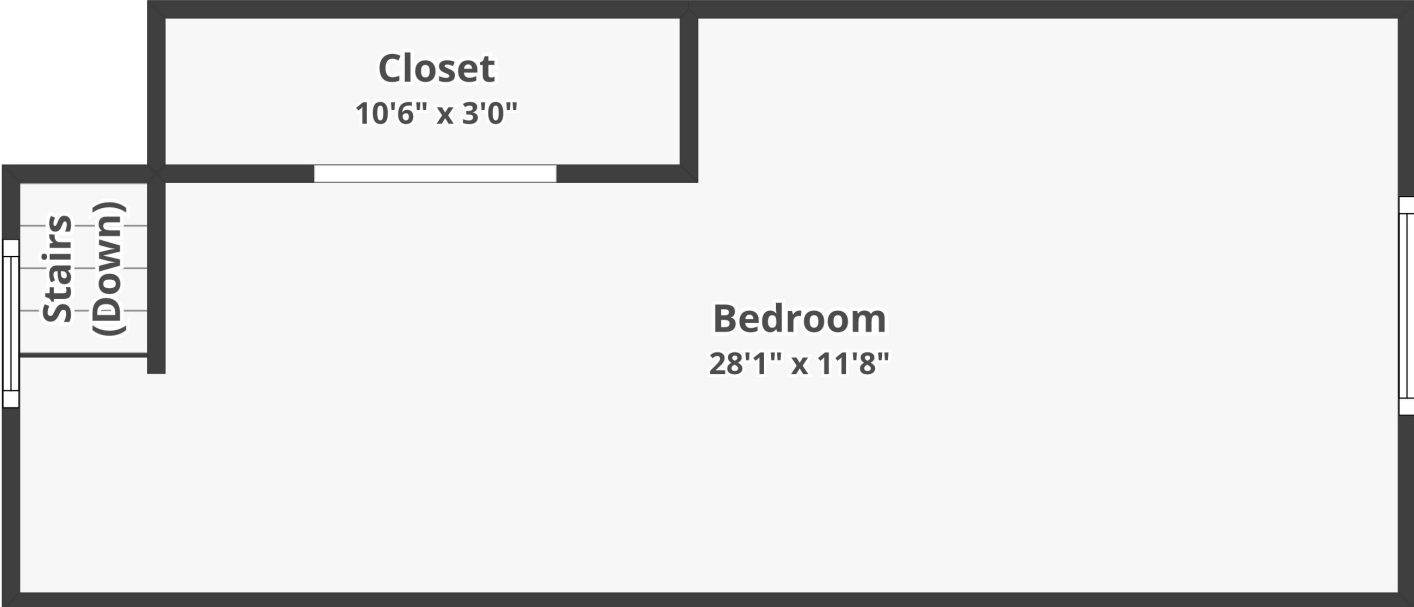 Closet
10'6" x 3'0"
Stairs
(Down)
Bedroom
28'1" x 11'8"